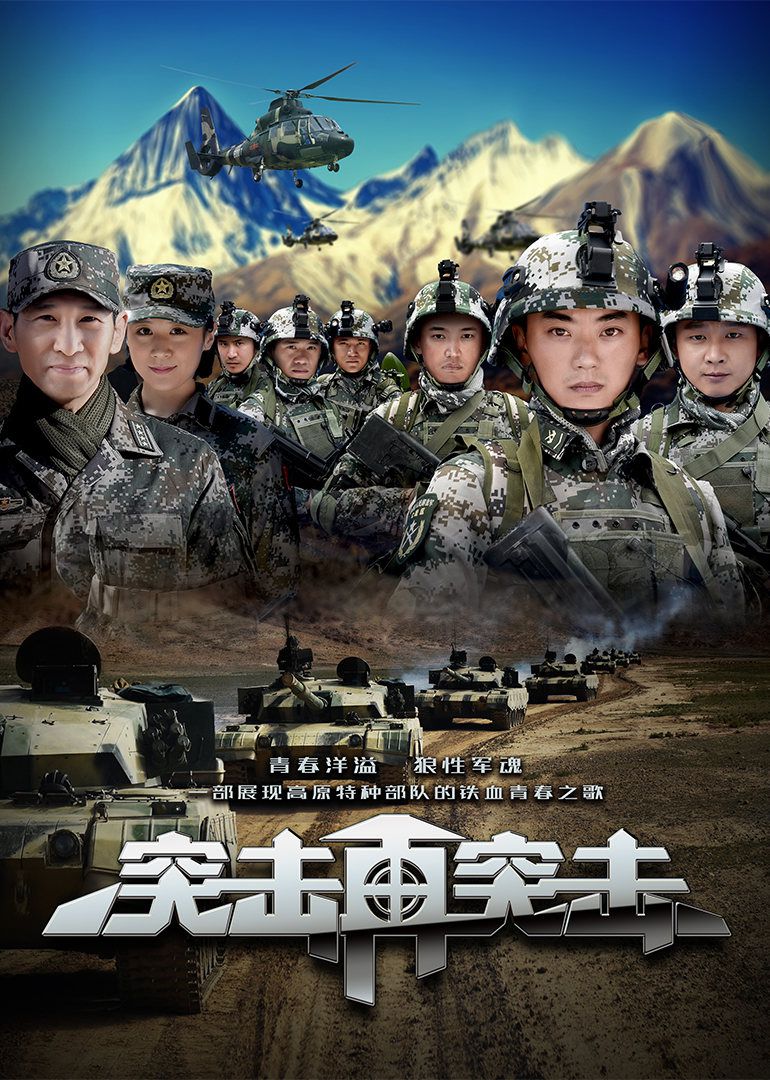 青春洋溢 狼性军魂
一部展现高原特种部队的铁血青春之歌
突击再突击